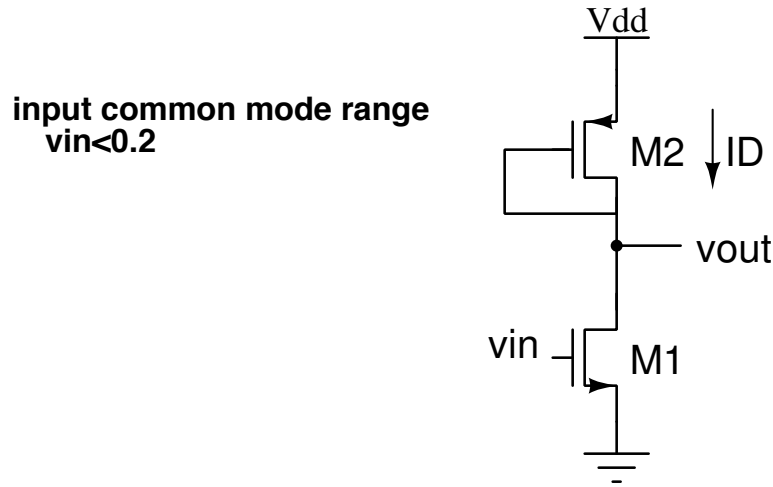 Vdd
input common mode range
vin<0.2
M2
ID
vout
vin
M1